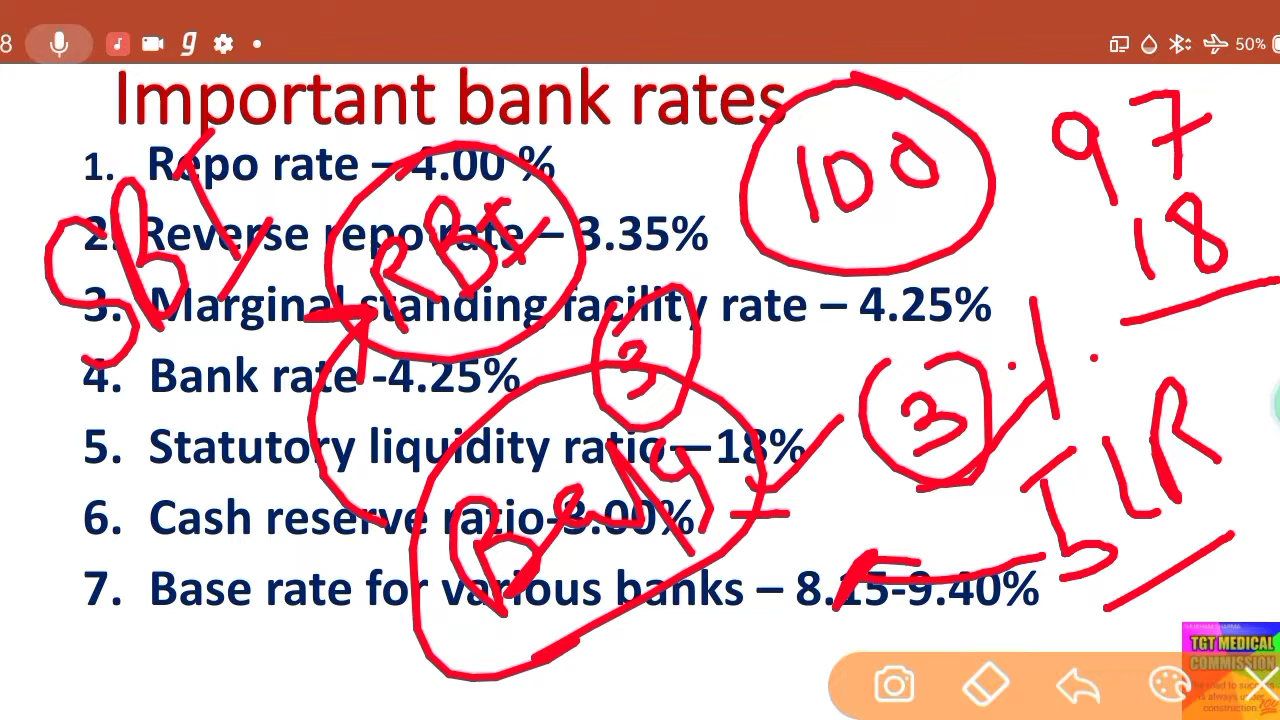 8
50%
Important bank rates
1. Repo rate – 4.00 %
2. Reverse repo rate – 3.35%
3. Marginal standing facility rate – 4.25%
4. Bank rate -4.25%
5. Statutory liquidity ratio –18%
6. Cash reserve ratio-3.00%
7. Base rate for various banks – 8.15-9.40%
SBI
RBI
100
97
18
3
3
SLR
TGT MEDICAL
COMMISSION